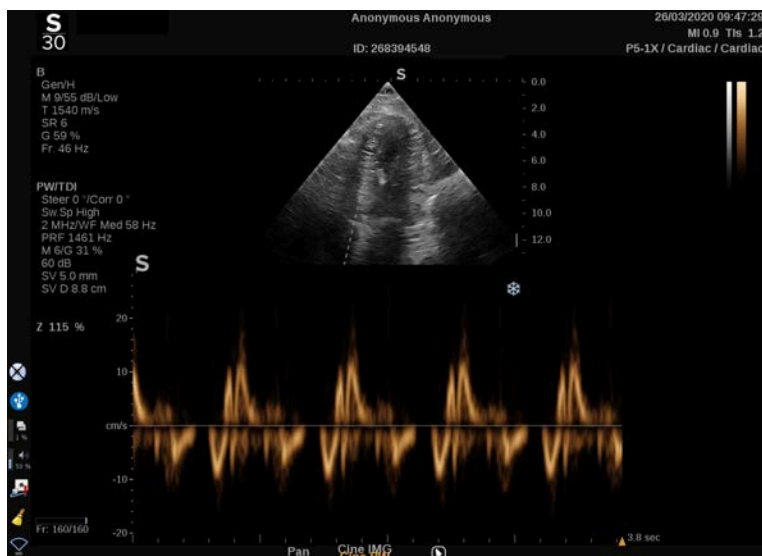 S
30
Anonymous Anonymous
26/03/2020 09:47:29
MI 0.9 TIs 1.2
ID: 268394548
P5-1X / Cardiac / Cardiac
B
Gen/H
M 9/55 dB/Low
T 1540 m/s
SR 6
G 59 %
Fr. 46 Hz
S
0.0
2.0
4.0
6.0
8.0
10.0
12.0
PW/TDI
Steer 0 °/Corr 0 °
Sw.Sp High
2 MHz/WF Med 58 Hz
PRF 1461 Hz
M 6/G 31 %
60 dB
SV 5.0 mm
SV D 8.8 cm
S
Z 115 %
20
10
cm/s
-10
-20
1 %
50 %
Fr: 160/160
3.8 sec
Pan
Cine IMG